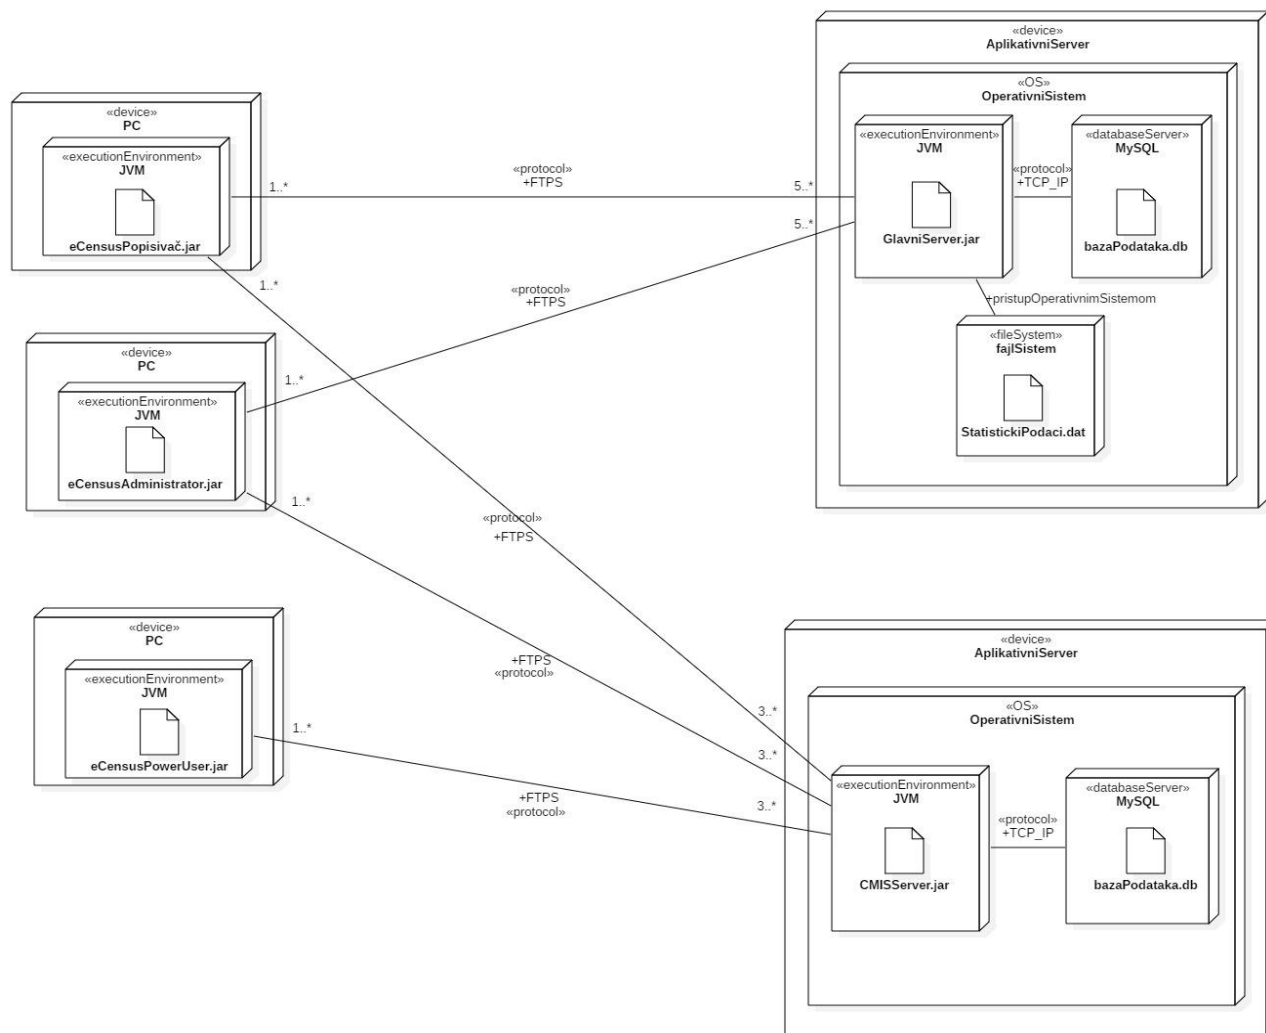 «device»
PC
«executionEnvironment»
JVM
eCensusPopisivač.jar
1..*
«protocol»
+FTPS
5..*
1..*
«device»
AplikativniServer
«OS»
OperativniSistem
«executionEnvironment»
JVM
GlavniServer.jar
«protocol»
+TCP_IP
«databaseServer»
MySQL
bazaPodataka.db
+pristupOperativnimSistemom
«fileSystem»
fajlSistem
StatistickiPodaci.dat
5..*
«protocol»
+FTPS
1..*
«device»
PC
«executionEnvironment»
JVM
eCensusAdministrator.jar
1..*
«protocol»
+FTPS
+FTPS
«protocol»
«device»
PC
«executionEnvironment»
JVM
eCensusPowerUser.jar
1..*
+FTPS
«protocol»
3..*
3..*
3..*
«device»
AplikativniServer
«OS»
OperativniSistem
«executionEnvironment»
JVM
CMISServer.jar
«protocol»
+TCP_IP
«databaseServer»
MySQL
bazaPodataka.db